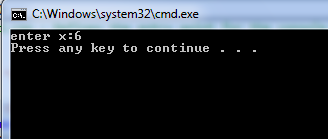 C:\Windows\system32\cmd.exe
enter x:6
Press any key to continue . . .